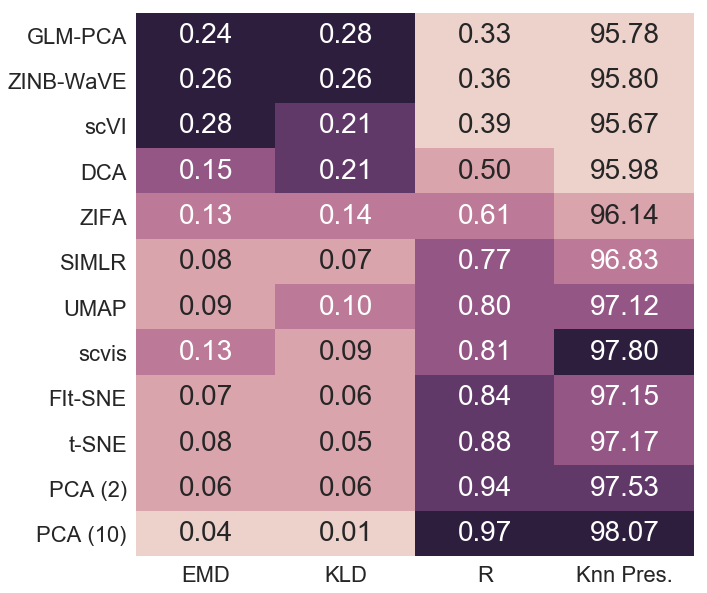 GLM-PCA 0.24 0.28 0.33 95.78
ZINB-WaVE 0.26 0.26 0.36 95.80
scVI 0.28 0.21 0.39 95.67
DCA 0.15 0.21 0.50 95.98
ZIFA 0.13 0.14 0.61 96.14
SIMLR 0.08 0.07 0.77 96.83
UMAP 0.09 0.10 0.80 97.12
scvis 0.13 0.09 0.81 97.80
FIt-SNE 0.07 0.06 0.84 97.15
t-SNE 0.08 0.05 0.88 97.17
PCA (2) 0.06 0.06 0.94 97.53
PCA (10) 0.04 0.01 0.97 98.07
EMD KLD R Knn Pres.